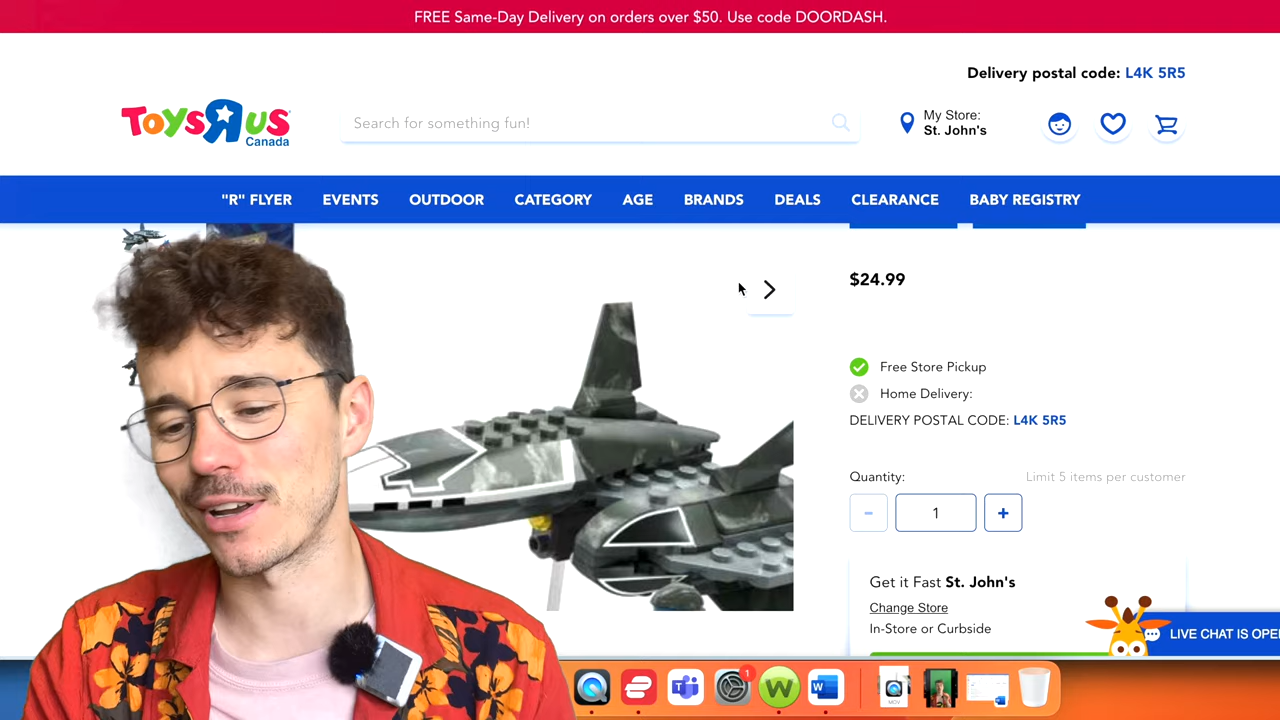 FREE Same-Day Delivery on orders over $50. Use code DOORDASH.
Delivery postal code: L4K 5R5
ToysЯus
Canada
Search for something fun!
My Store:
St. John's
"R" FLYER EVENTS OUTDOOR CATEGORY AGE BRANDS DEALS CLEARANCE BABY REGISTRY
$24.99
Free Store Pickup
Home Delivery:
DELIVERY POSTAL CODE: L4K 5R5
Quantity: Limit 5 items per customer
- 1 +
Get it Fast St. John's
Change Store
In-Store or Curbside
LIVE CHAT IS OPE
1
W
W
MOV